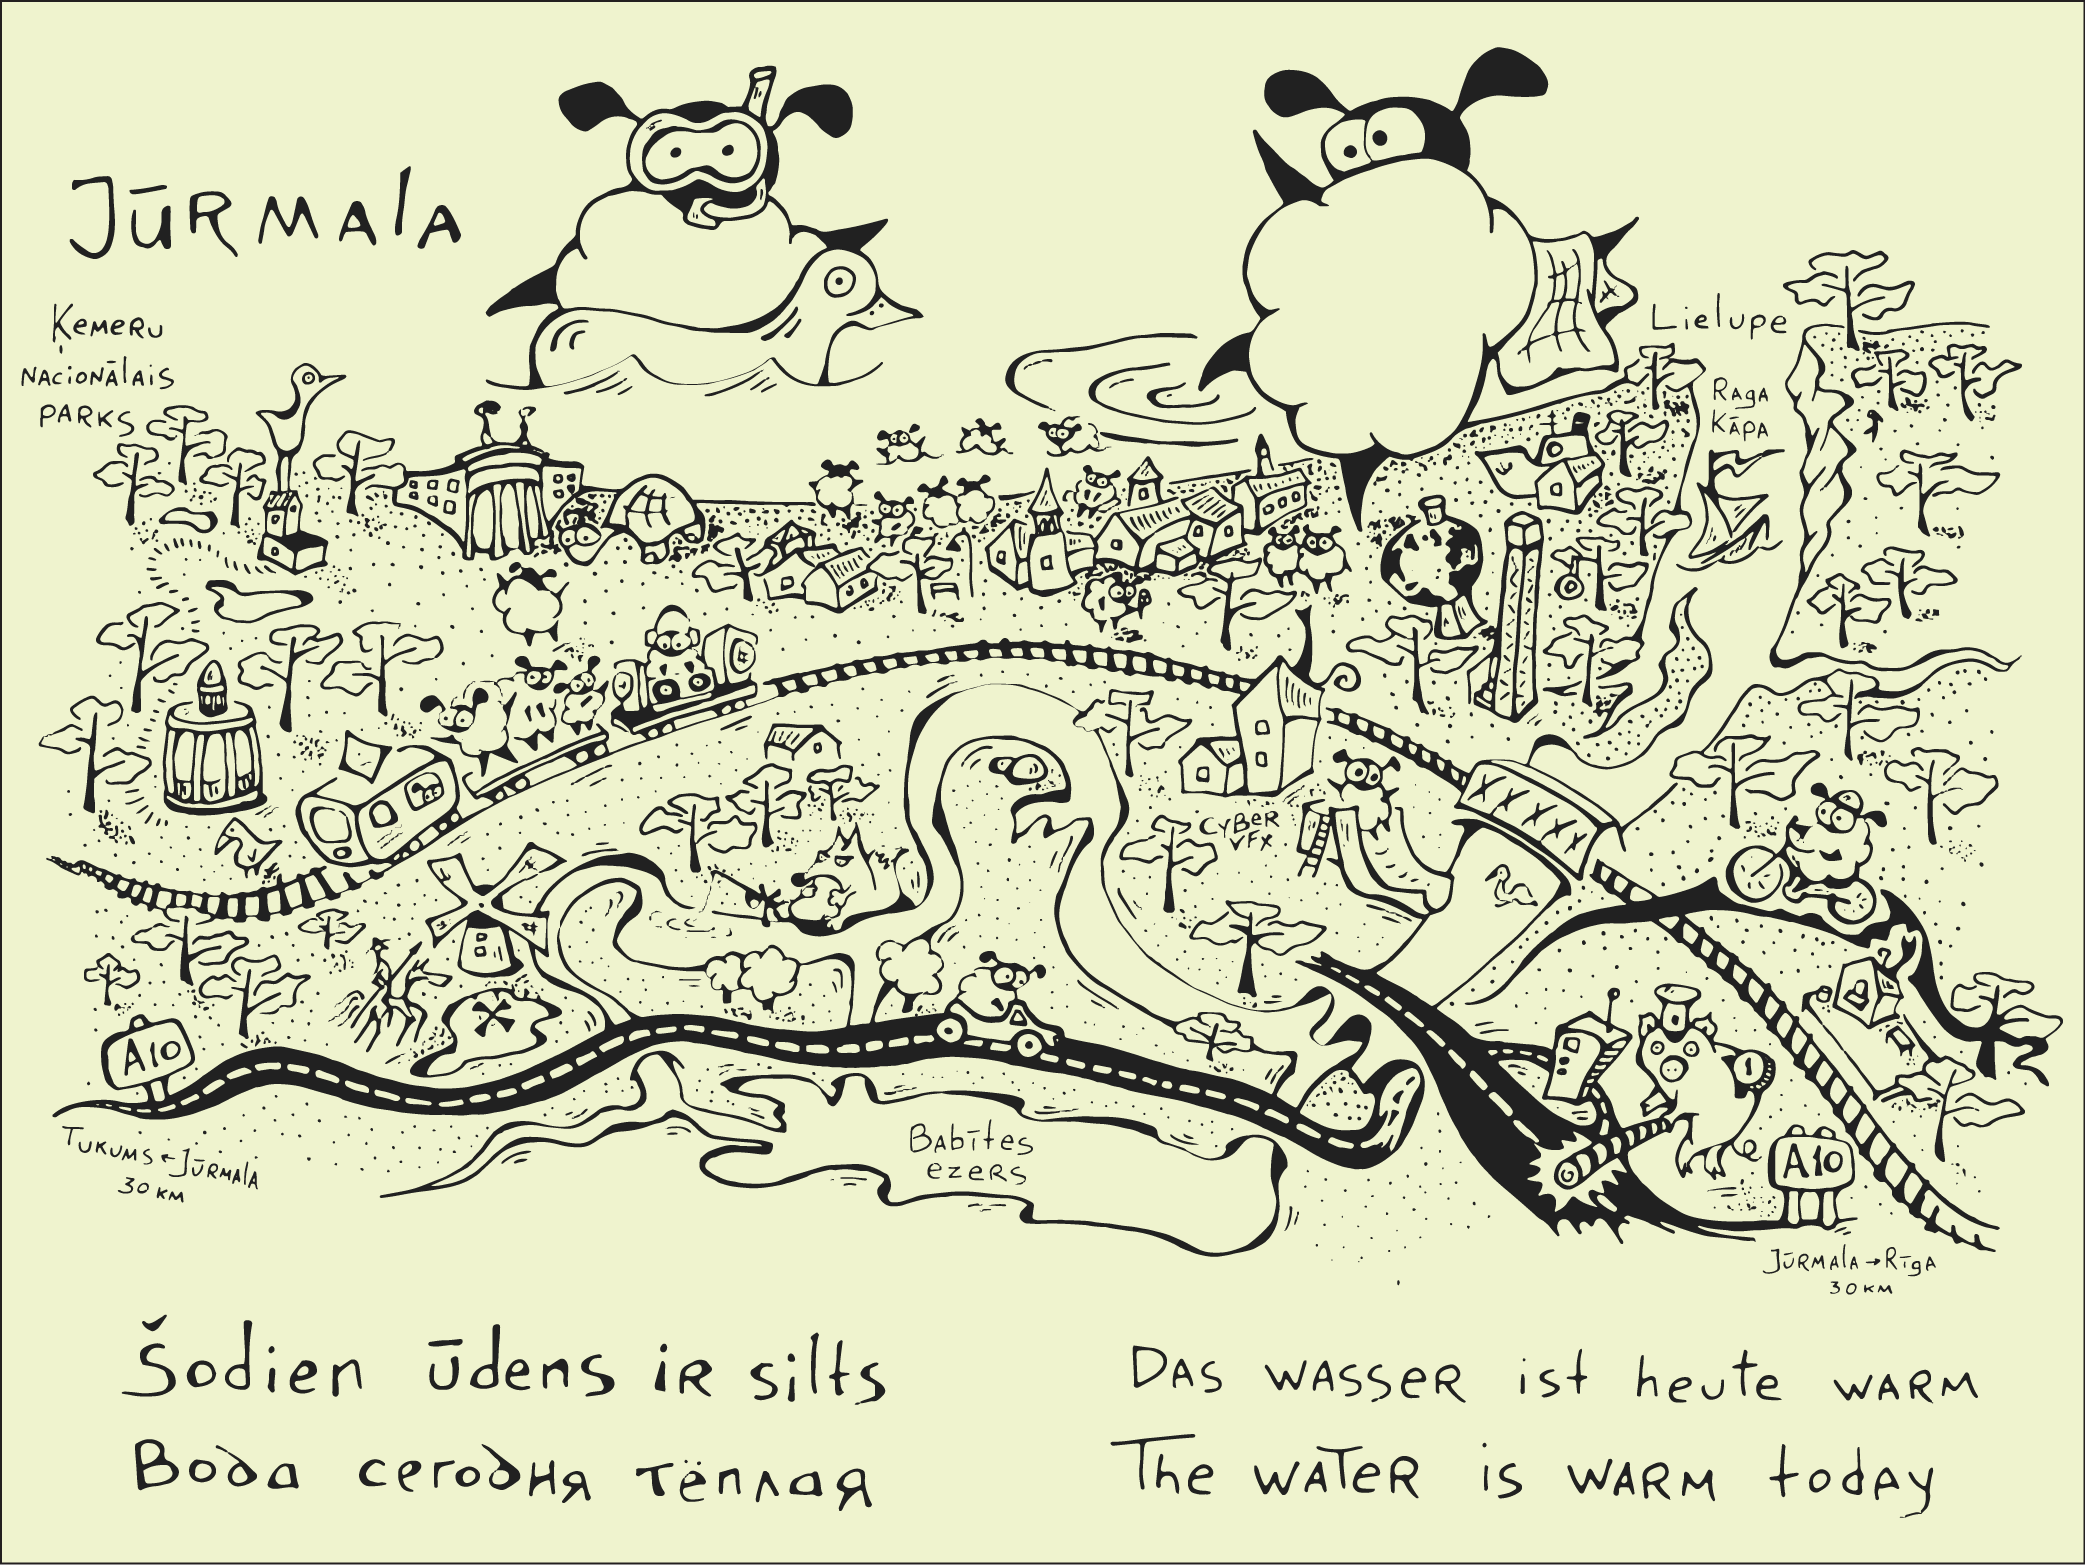 JŪRMALA
Ķemeru
NACIONĀLAIS
PARKS
Lielupe
RAGA
KĀPA
CYBER
VFX
A10
TUKUMS ← JŪRMALA
30 KM
Babītes
ezers
A10
JŪRMALA → RĪgA
30 KM
Šodien ūdens ir silts
Вода сегодня тёплая
DAS WASSER ist heute WARM
The WATER is WARM today